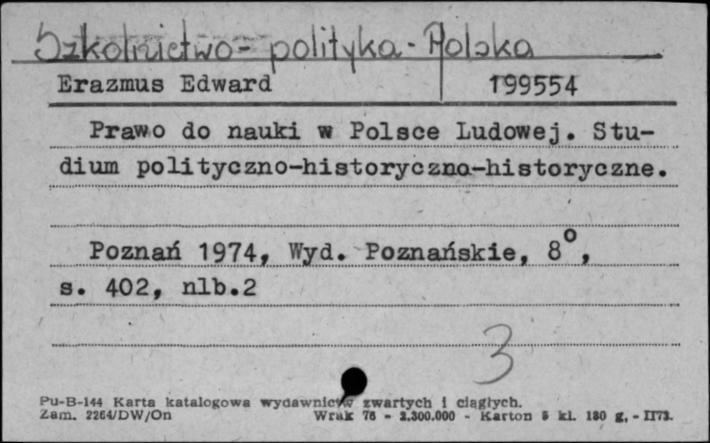 Szkolnictwo - polityka - Polska
Erazmus Edward 199554
Prawo do nauki w Polsce Ludowej. Stu-
dium polityczno-historyczno-historyczne.
Poznań 1974, Wyd. Poznańskie, 8°,
s. 402, nlb.2
3
Pu-B-144 Karta katalogowa wydawnictw zwartych i ciągłych.
Zam. 2264/DW/On Wrak 76 - 2.300.000 - Karton 5 kl. 180 g. - II73.